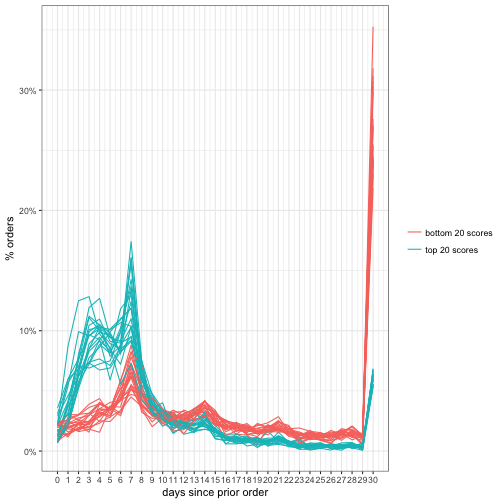 30%
20%
10%
0%
% orders
0 1 2 3 4 5 6 7 8 9 10 11 12 13 14 15 16 17 18 19 20 21 22 23 24 25 26 27 28 29 30
days since prior order
bottom 20 scores
top 20 scores